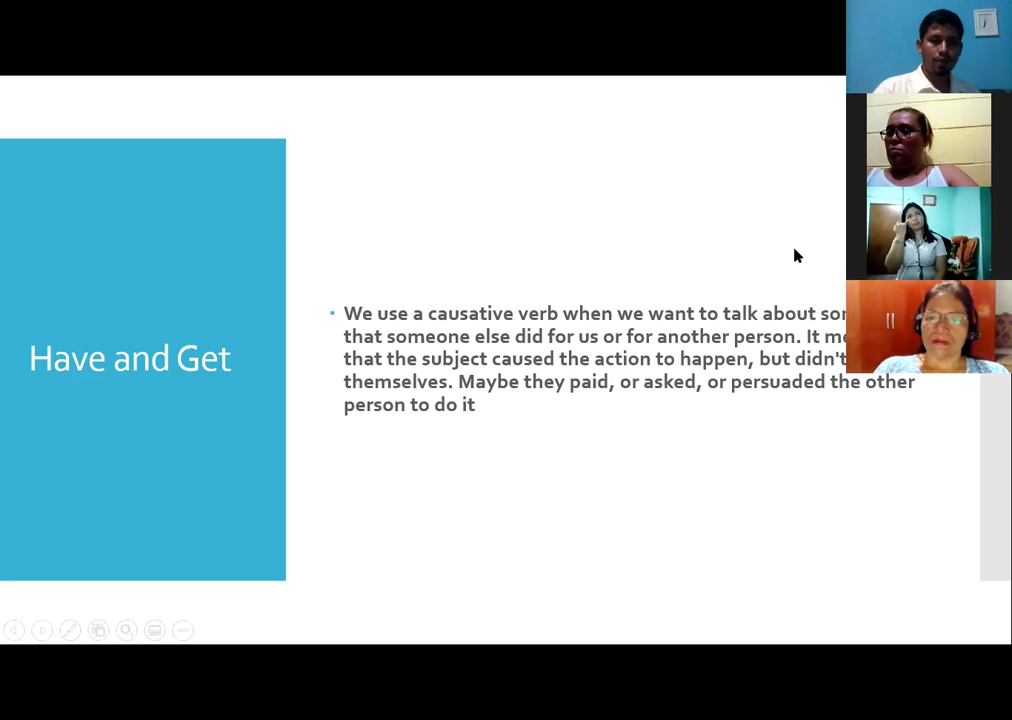 Have and Get
We use a causative verb when we want to talk about
that someone else did for us or for another person. It
that the subject caused the action to happen, but didn't
themselves. Maybe they paid, or asked, or persuaded the other
person to do it